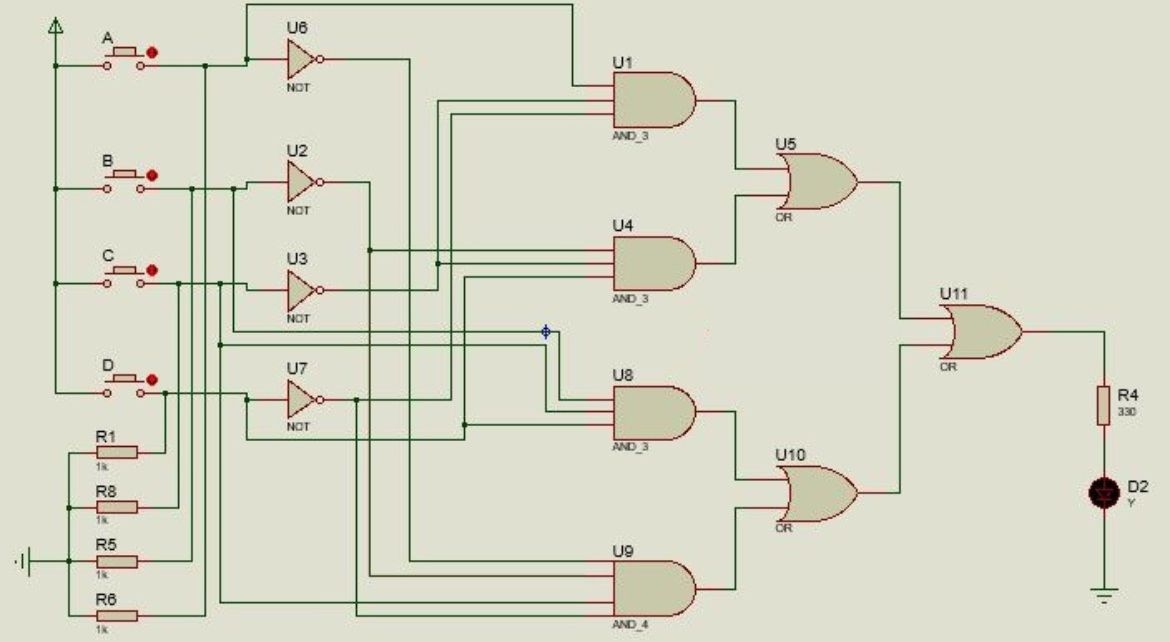 A
U6
NOT
U1
AND_3
B
U2
NOT
U5
OR
C
U3
NOT
U4
AND_3
U11
OR
D
U7
NOT
U8
AND_3
R4
330
R1
1k
R8
1k
U10
OR
D2
Y
R5
1k
U9
AND_4
R6
1k